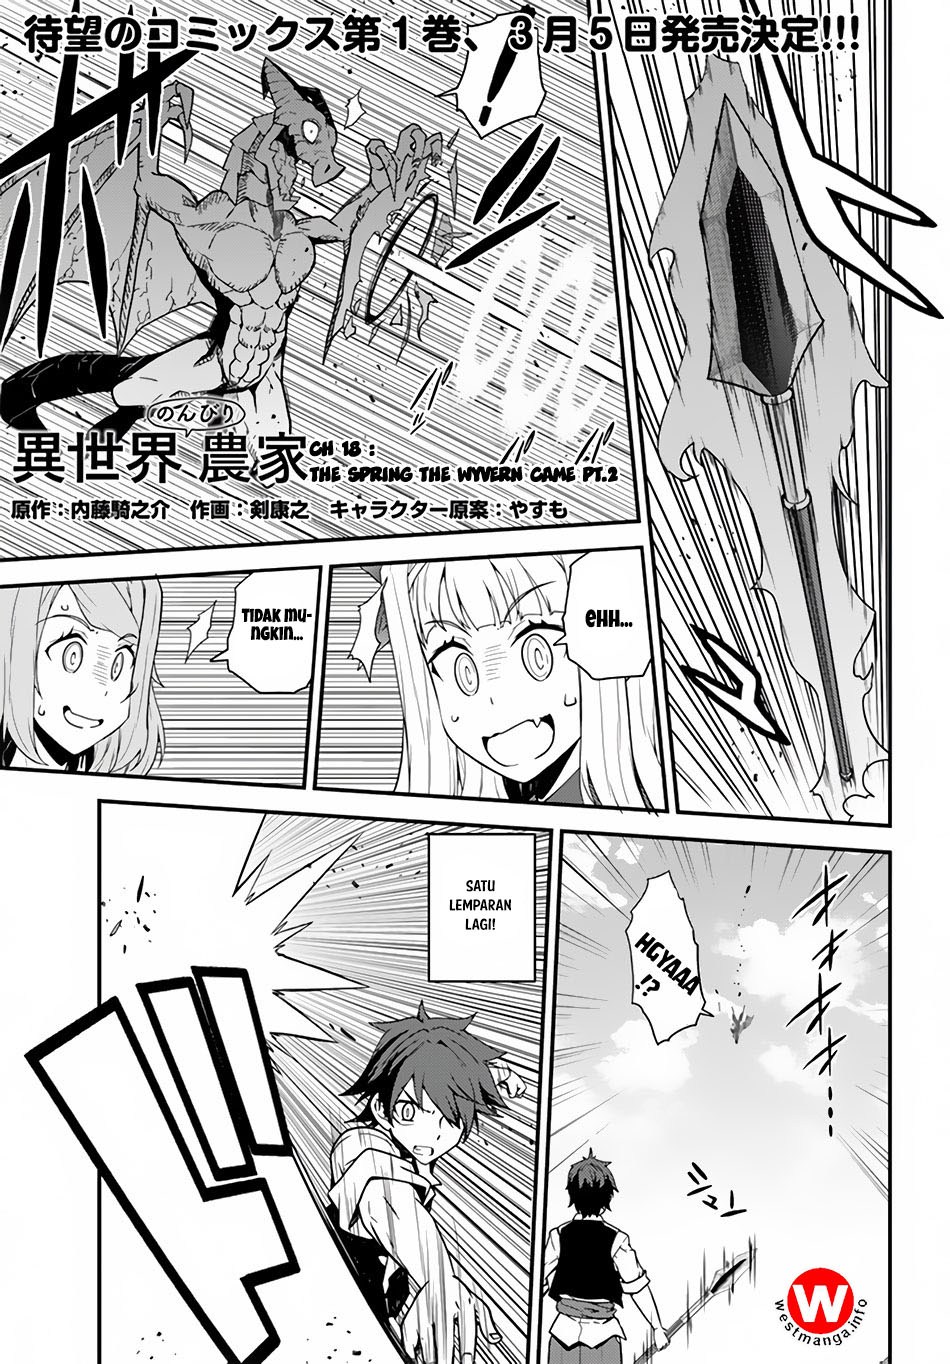 待望のコミックス第1巻、3月5日発売決定!!!
!
のんびり
異世界 農家
CH 18 :
THE SPRING THE WYVERN CAME PT.2
原作：内藤騎之介 作画：剣康之 キャラクター原案：やすも
EHH...
TIDAK MU-
NGKIN...
HGYAAA
!?
シュン
SATU
LEMPARAN
LAGI!
W
westmanga.info